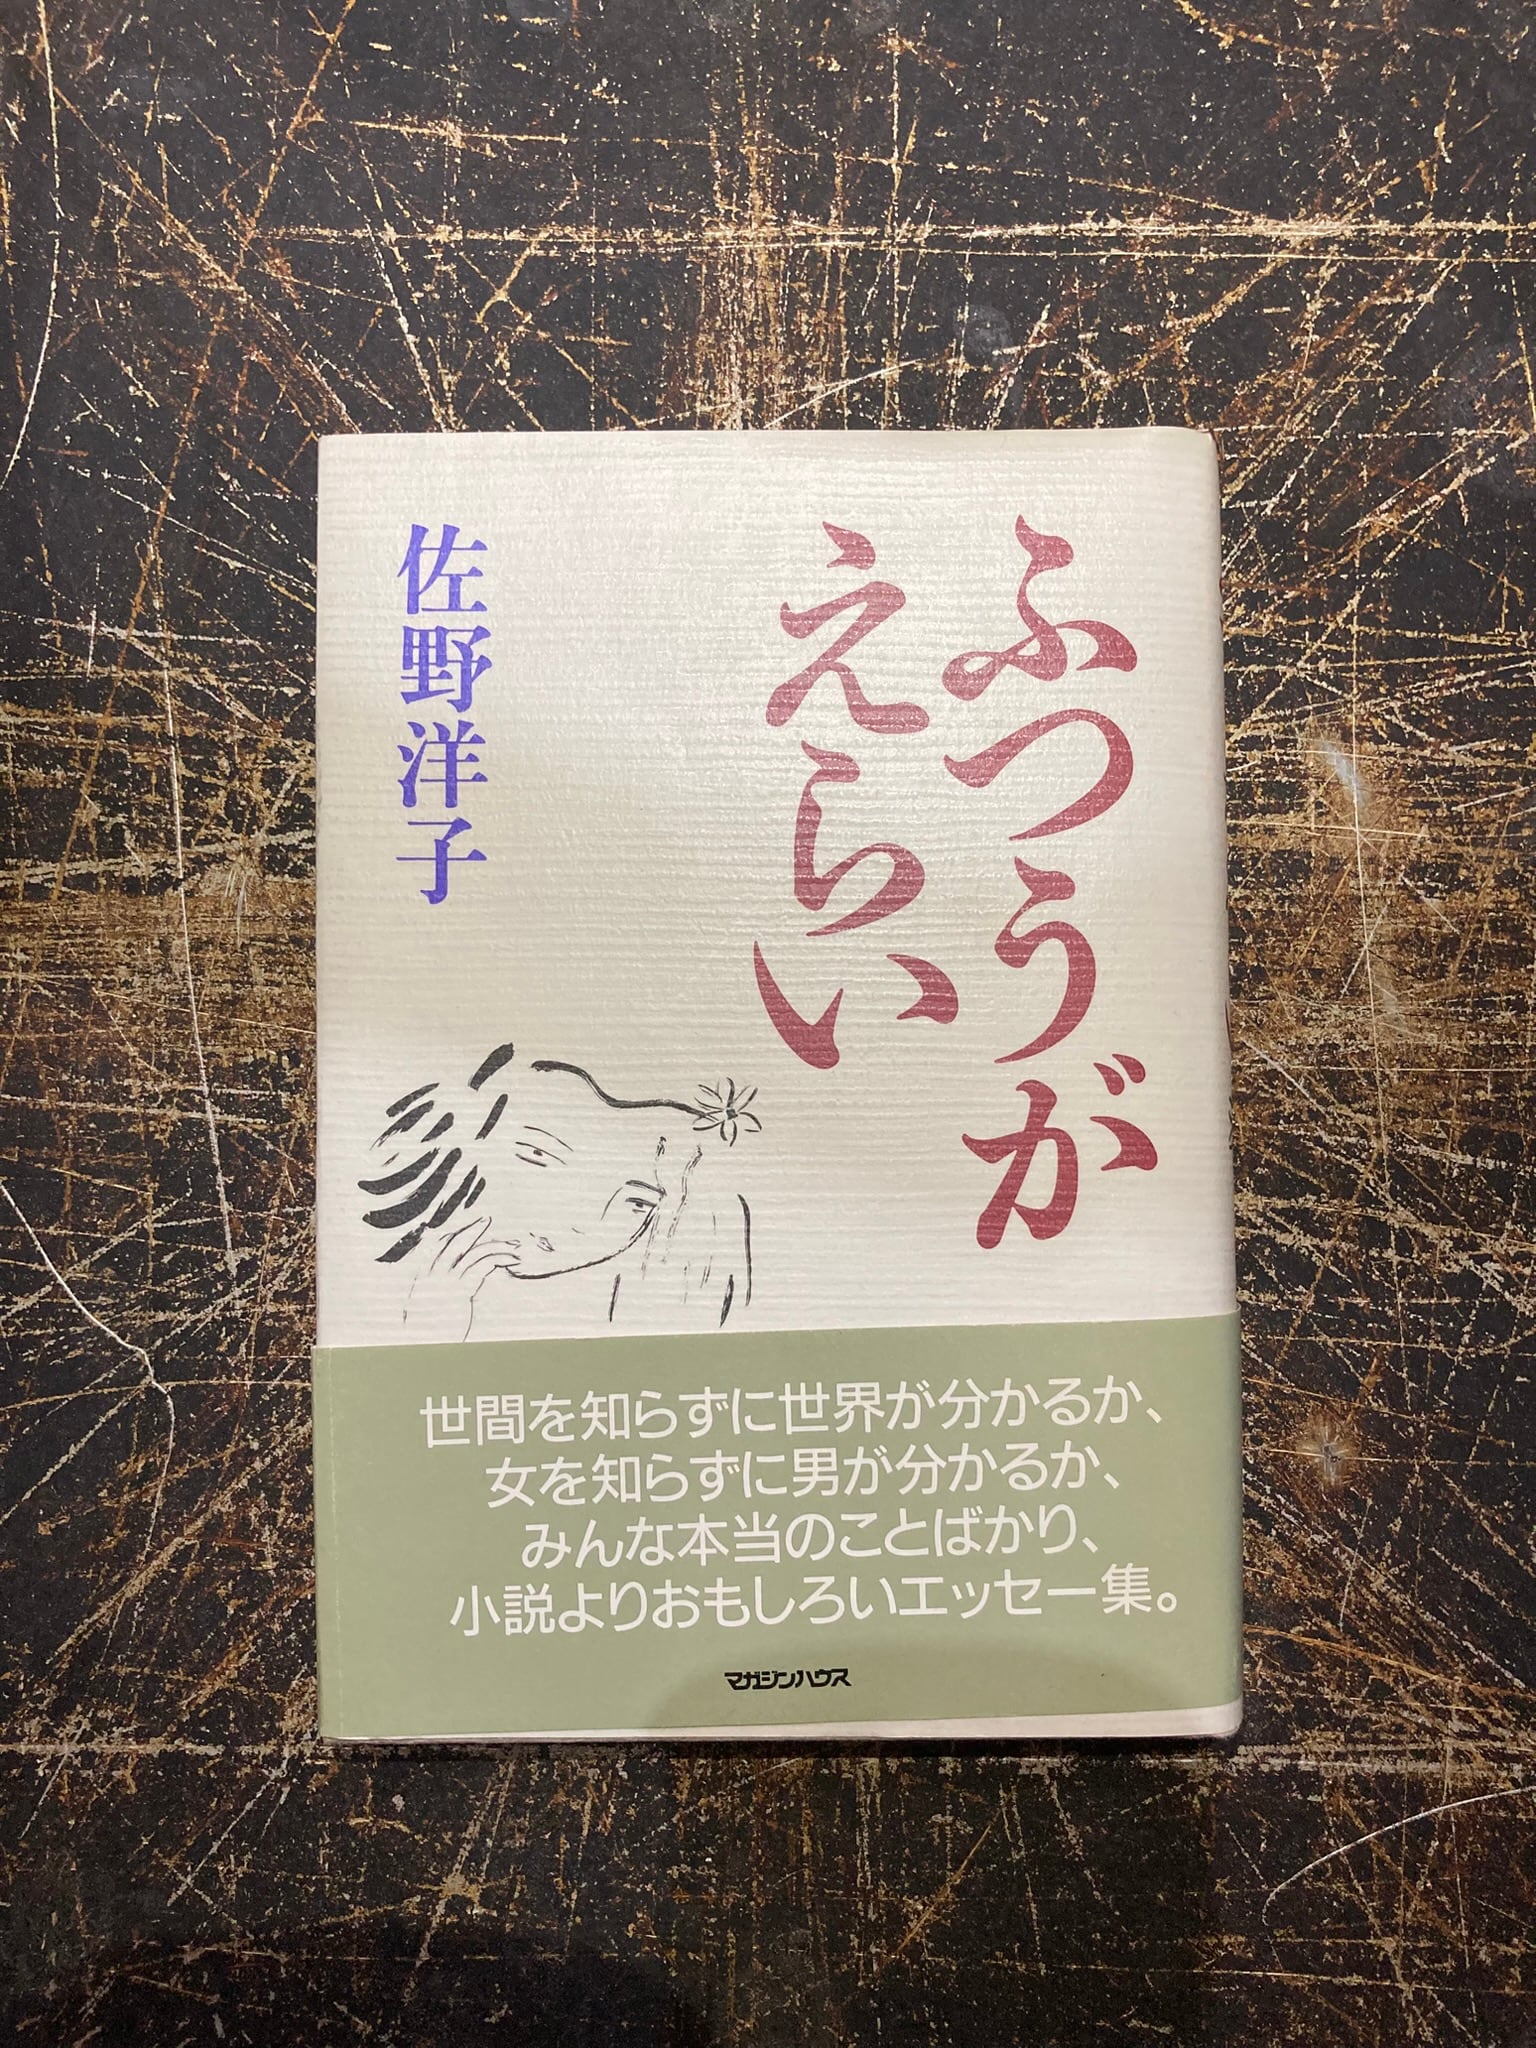 ふつうが
えらい
佐野洋子
世間を知らずに世界が分かるか、
女を知らずに男が分かるか、
みんな本当のことばかり、
小説よりおもしろいエッセー集。
マガジンハウス